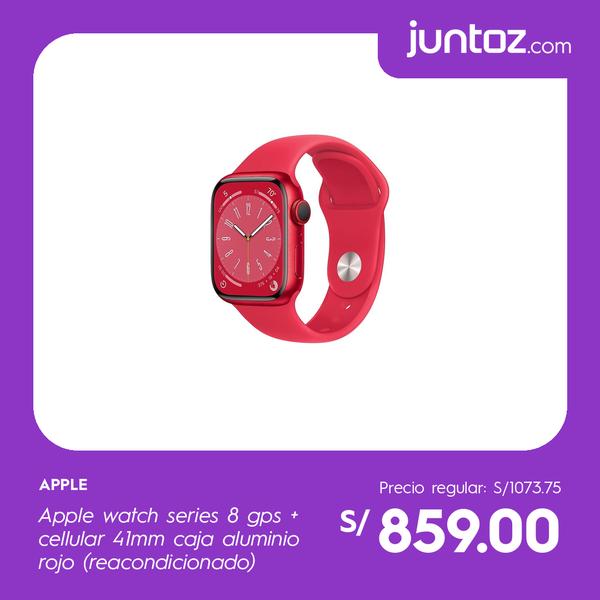 juntoz.com
APPLE
Apple watch series 8 gps +
cellular 41mm caja aluminio
rojo (reacondicionado)
Precio regular: S/1073.75
S/ 859.00